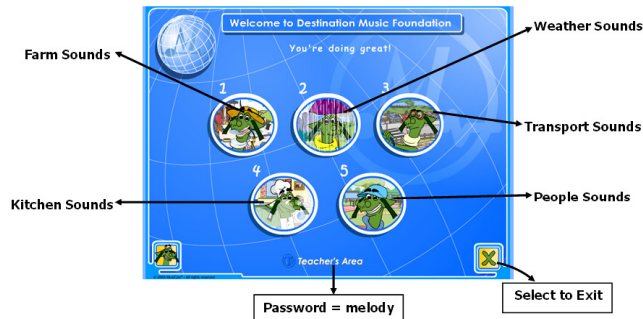 Welcome to Destination Music Foundation
You're doing great!
Weather Sounds
Farm Sounds
1
2
3
Transport Sounds
4
5
Kitchen Sounds
People Sounds
Teacher's Area
Password = melody
Select to Exit